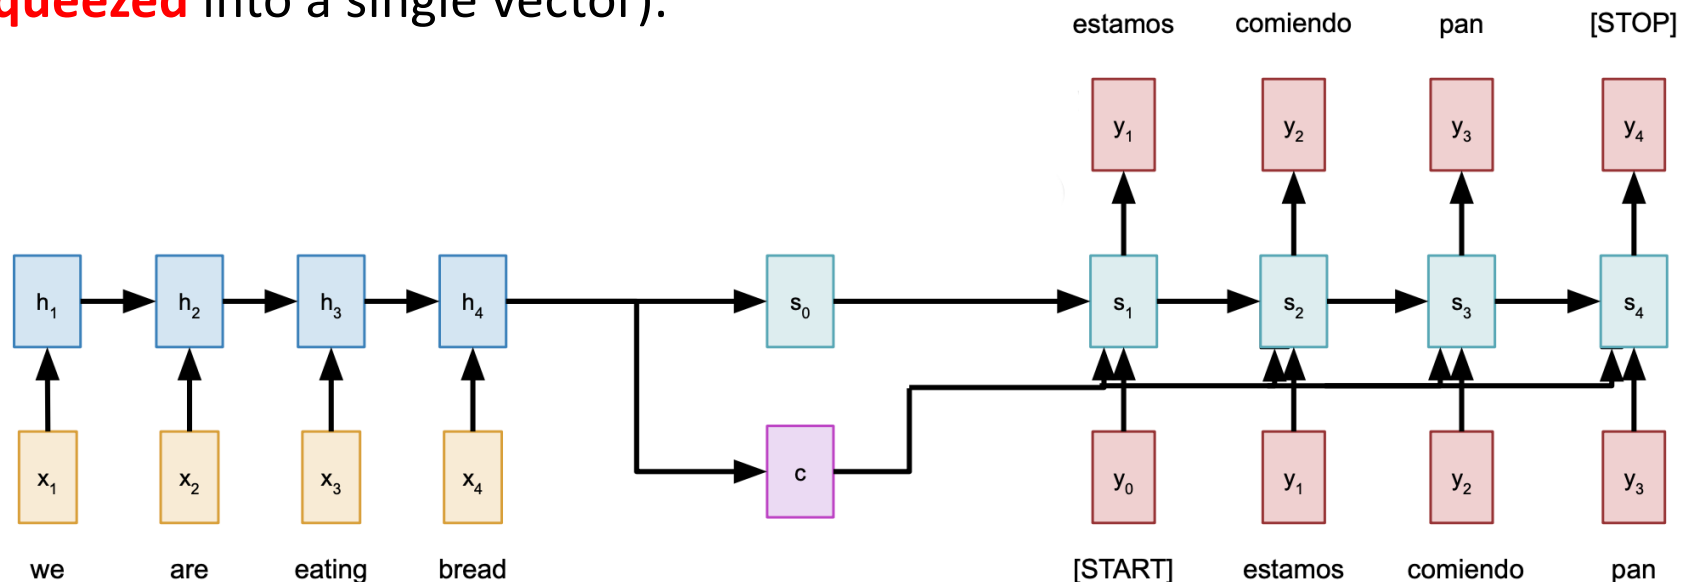 queezed into a single vector).
estamos comiendo pan [STOP]
y₁ y₂ y₃ y₄
h₁ h₂ h₃ h₄ s₀ s₁ s₂ s₃ s₄
x₁ x₂ x₃ x₄ c y₀ y₁ y₂ y₃
we are eating bread [START] estamos comiendo pan